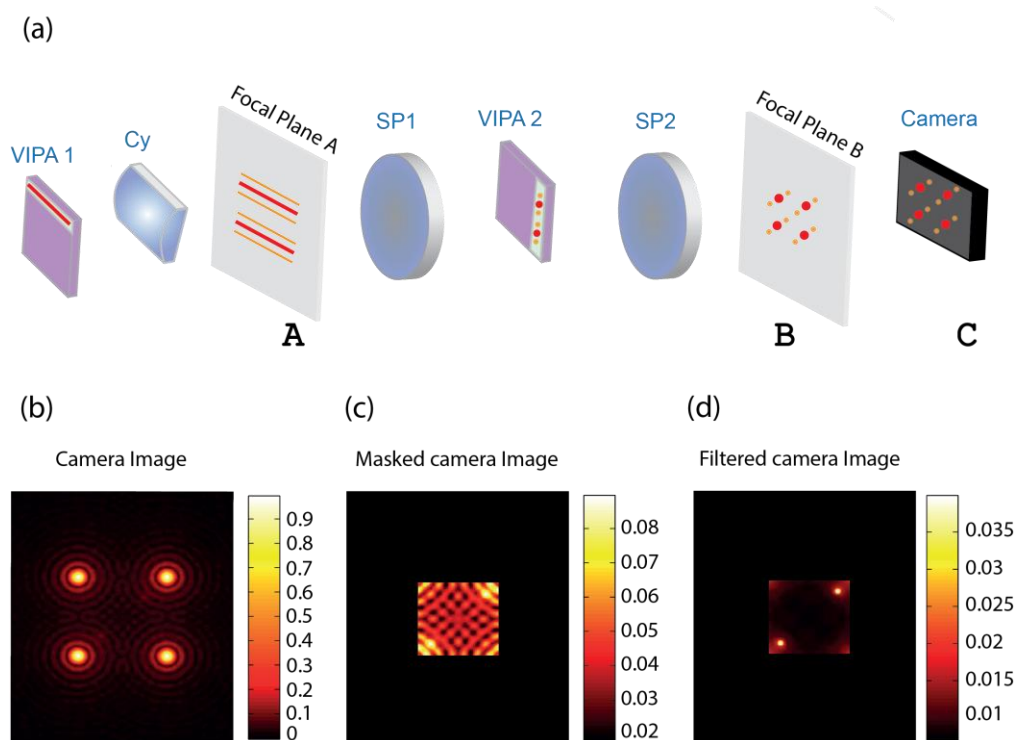 (a)
VIPA 1
Cy
Focal Plane A
SP1
VIPA 2
SP2
Focal Plane B
Camera
A
B
C
(b)
(c)
(d)
Camera Image
Masked camera Image
Filtered camera Image
0.9
0.8
0.7
0.6
0.5
0.4
0.3
0.2
0.1
0
0.08
0.07
0.06
0.05
0.04
0.03
0.02
0.035
0.03
0.025
0.02
0.015
0.01